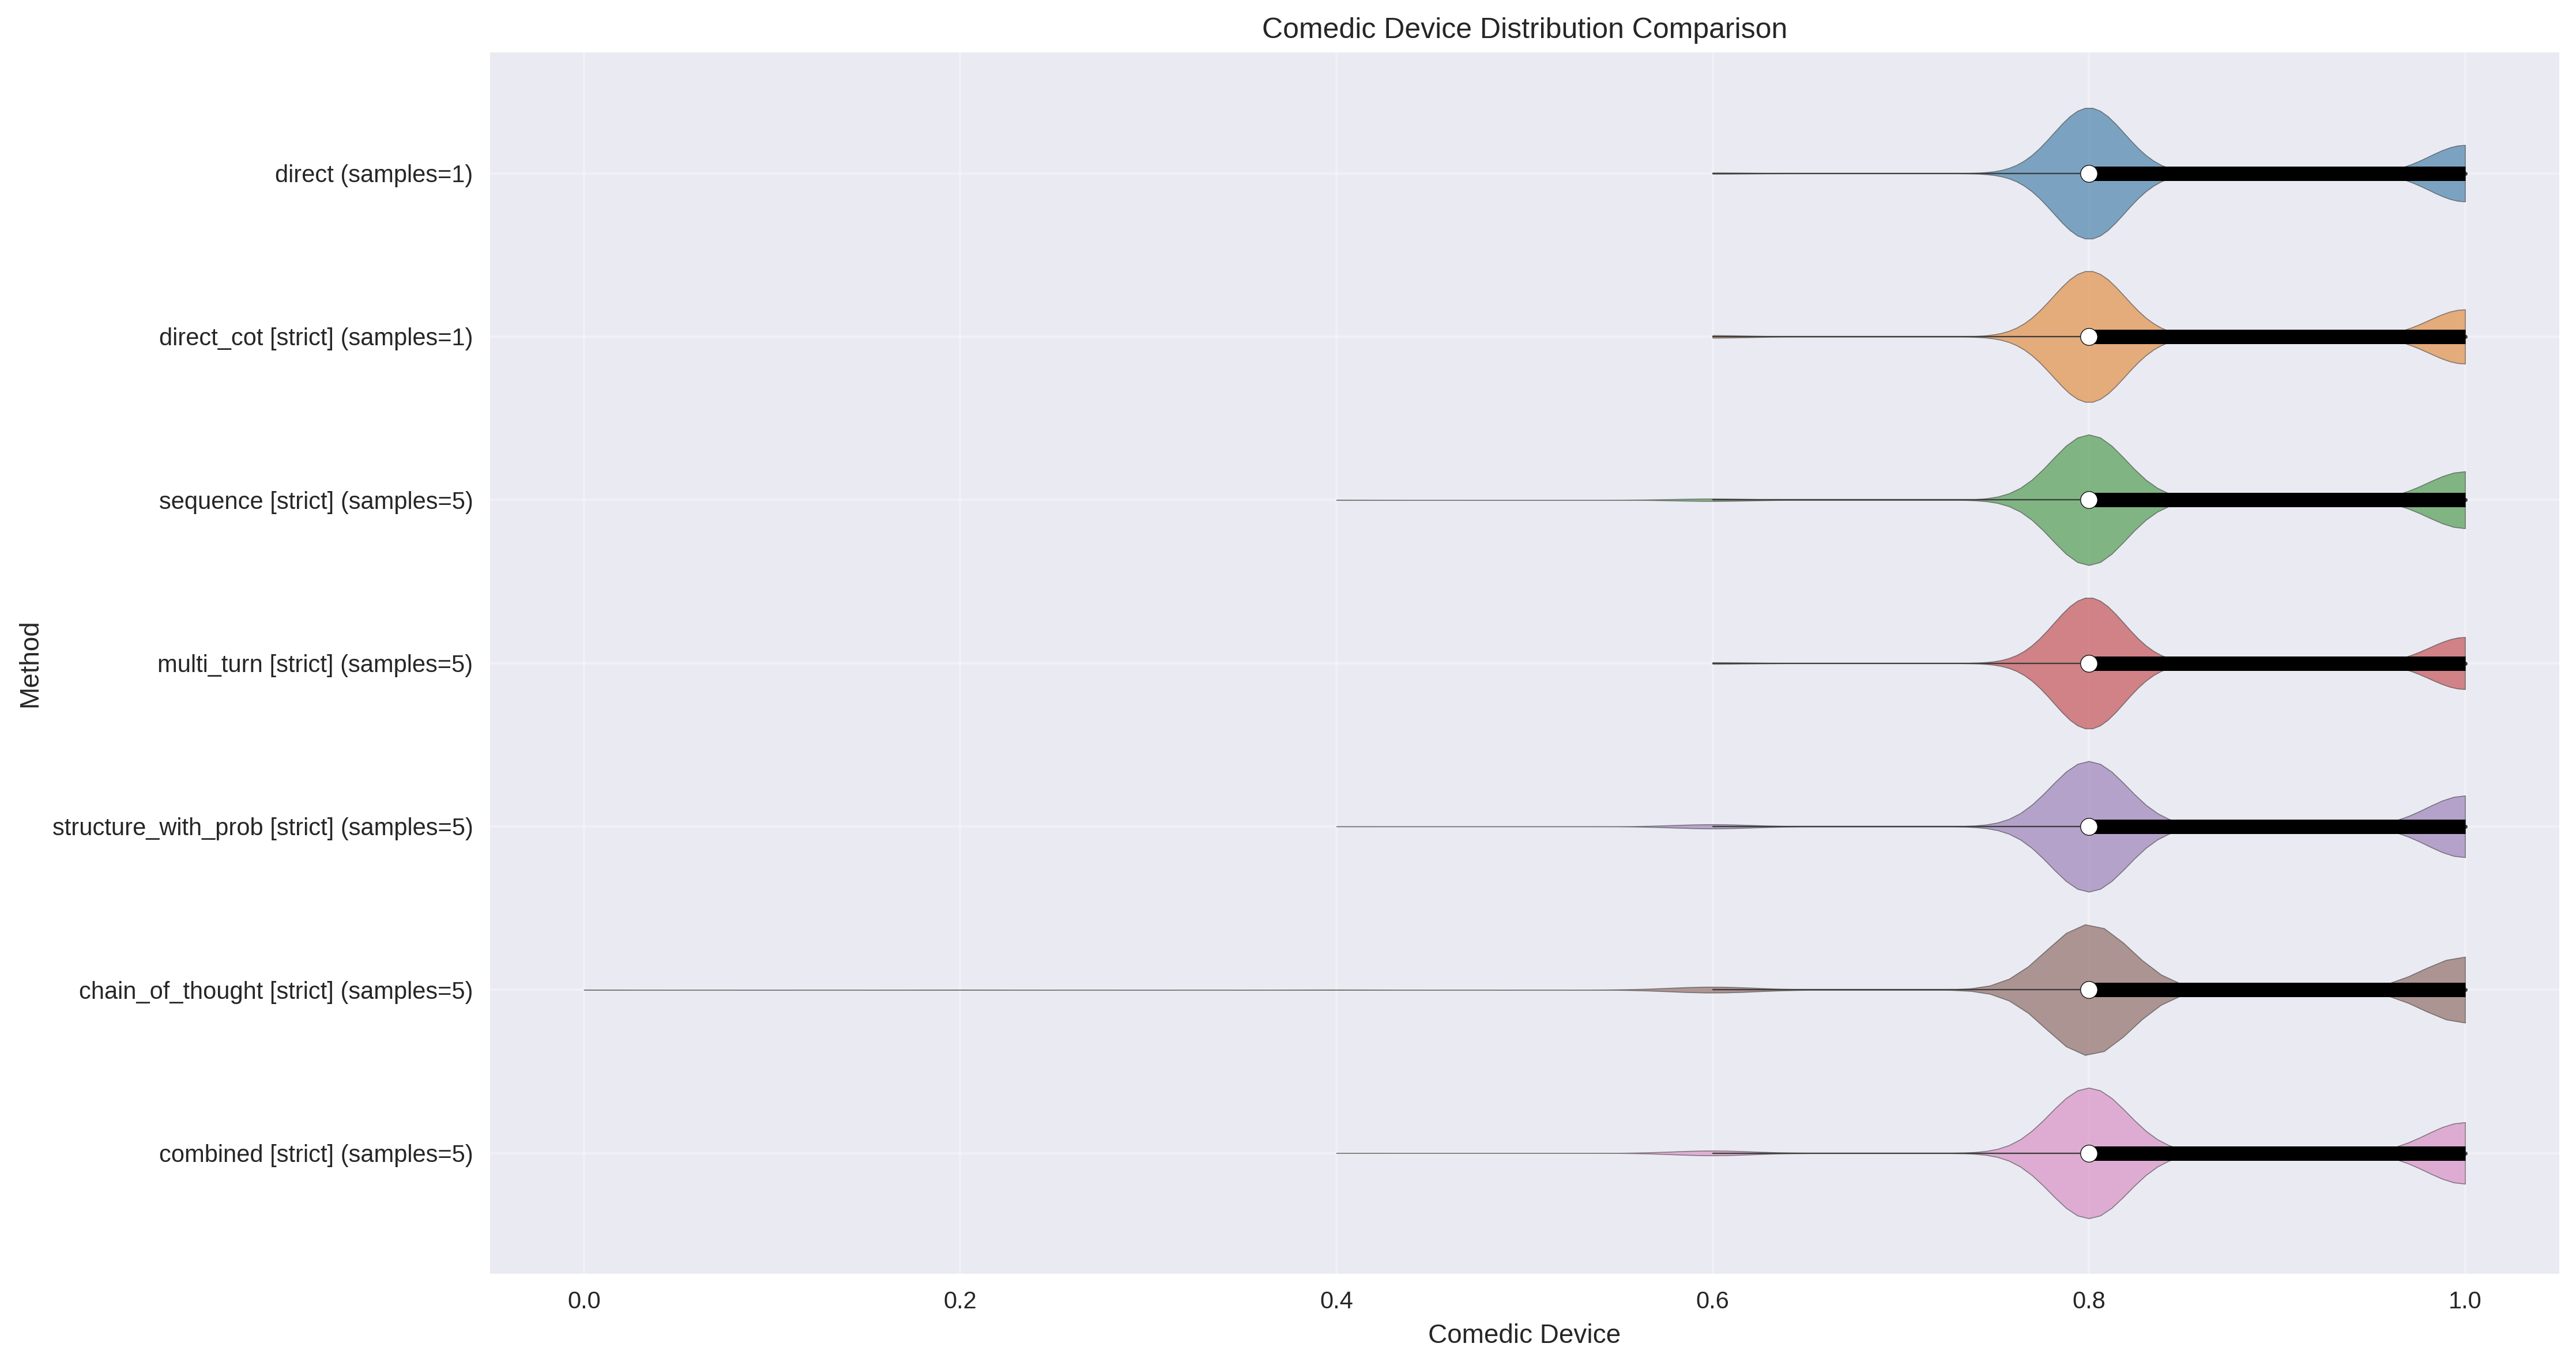 Comedic Device Distribution Comparison
Method
direct (samples=1)
direct_cot [strict] (samples=1)
sequence [strict] (samples=5)
multi_turn [strict] (samples=5)
structure_with_prob [strict] (samples=5)
chain_of_thought [strict] (samples=5)
combined [strict] (samples=5)
0.0 0.2 0.4 0.6 0.8 1.0
Comedic Device